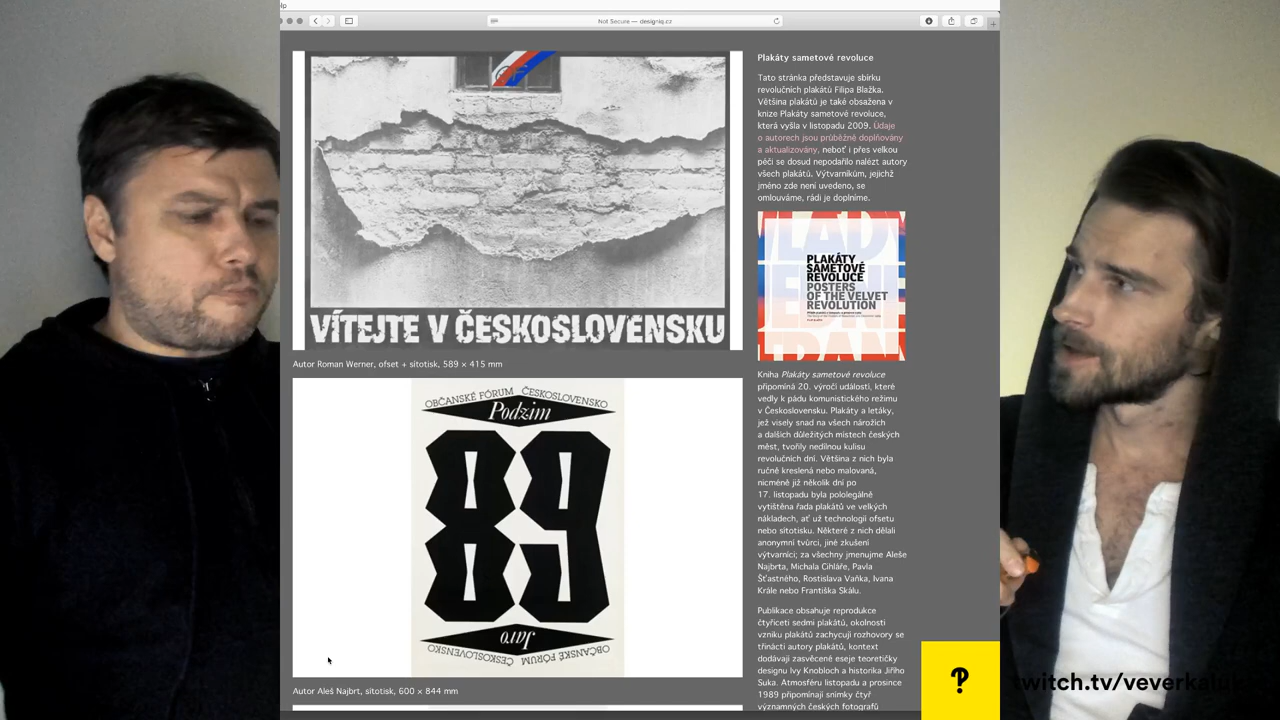 lp
Not Secure — designiq.cz
VÍTEJTE V ČESKOSLOVENSKU
Autor Roman Werner, ofset + sítotisk, 589 × 415 mm
OBČANSKÉ FÓRUM ČESKOSLOVENSKO
Podzim
89
Jaro
OBČANSKÉ FÓRUM ČESKOSLOVENSKO
Autor Aleš Najbrt, sítotisk, 600 × 844 mm
Plakáty sametové revoluce
Tato stránka představuje sbírku
revolučních plakátů Filipa Blažka.
Většina plakátů je také obsažena v
knize Plakáty sametové revoluce,
která vyšla v listopadu 2009. Údaje
o autorech jsou průběžně doplňovány
a aktualizovány, neboť i přes velkou
péči se dosud nepodařilo nalézt autory
všech plakátů. Výtvarníkům, jejichž
jméno zde není uvedeno, se
omlouváme, rádi je doplníme.
PLAKÁTY
SAMETOVÉ
REVOLUCE
POSTERS
OF THE VELVET
REVOLUTION
Kniha Plakáty sametové revoluce
připomíná 20. výročí událostí, které
vedly k pádu komunistického režimu
v Československu. Plakáty a letáky,
jež visely snad na všech nárožích
a dalších důležitých místech českých
měst, tvořily nedílnou kulisu
revolučních dní. Většina z nich byla
ručně kreslená nebo malovaná,
nicméně již několik dní po
17. listopadu byla pololegálně
vytištěna řada plakátů ve velkých
nákladech, ať už technologií ofsetu
nebo sítotisku. Některé z nich dělali
anonymní tvůrci, jiné zkušení
výtvarníci; za všechny jmenujme Aleše
Najbrta, Michala Cihláře, Pavla
Šťastného, Rostislava Vaňka, Ivana
Krále nebo Františka Skálu.
Publikace obsahuje reprodukce
čtyřiceti sedmi plakátů, okolnosti
vzniku plakátů zachycují rozhovory se
třinácti autory plakátů, kontext
dodávají zasvěcené eseje teoretičky
designu Ivy Knobloch a historika Jiřího
Suka. Atmosféru listopadu a prosince
1989 připomínají snímky čtyř
významných českých fotografů
?
twitch.tv/veverka